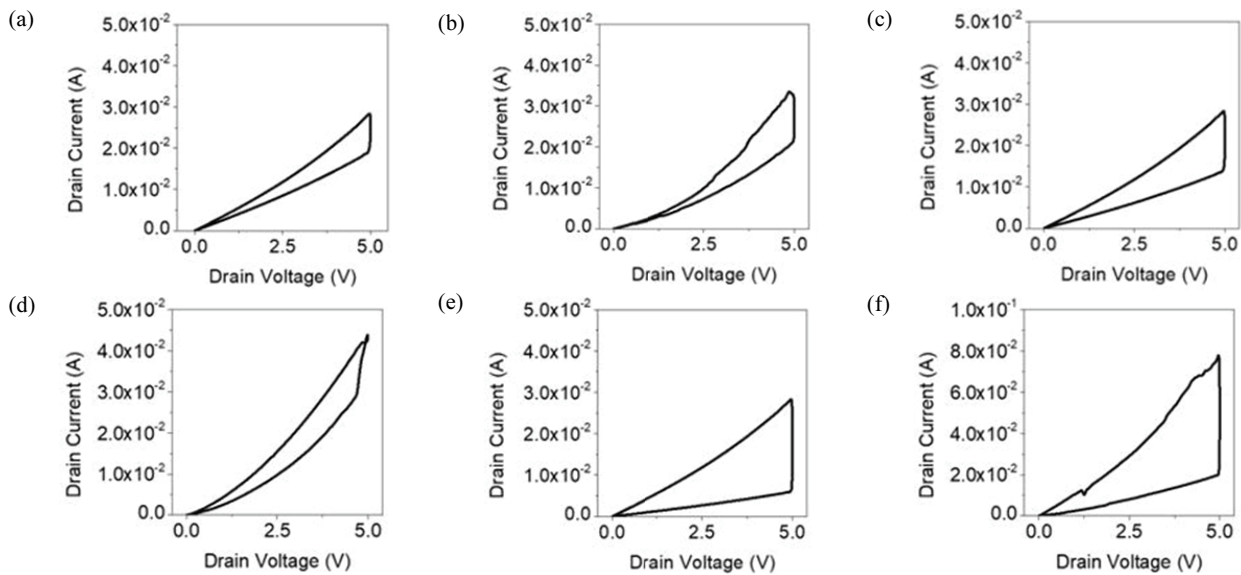 (a)
5.0x10⁻²
4.0x10⁻²
3.0x10⁻²
2.0x10⁻²
1.0x10⁻²
0.0
Drain Current (A)
0.0 2.5 5.0
Drain Voltage (V)
(b)
5.0x10⁻²
4.0x10⁻²
3.0x10⁻²
2.0x10⁻²
1.0x10⁻²
0.0
Drain Current (A)
0.0 2.5 5.0
Drain Voltage (V)
(c)
5.0x10⁻²
4.0x10⁻²
3.0x10⁻²
2.0x10⁻²
1.0x10⁻²
0.0
Drain Current (A)
0.0 2.5 5.0
Drain Voltage (V)
(d)
5.0x10⁻²
4.0x10⁻²
3.0x10⁻²
2.0x10⁻²
1.0x10⁻²
0.0
Drain Current (A)
0.0 2.5 5.0
Drain Voltage (V)
(e)
5.0x10⁻²
4.0x10⁻²
3.0x10⁻²
2.0x10⁻²
1.0x10⁻²
0.0
Drain Current (A)
0.0 2.5 5.0
Drain Voltage (V)
(f)
1.0x10⁻¹
8.0x10⁻²
6.0x10⁻²
4.0x10⁻²
2.0x10⁻²
0.0
Drain Current (A)
0.0 2.5 5.0
Drain Voltage (V)